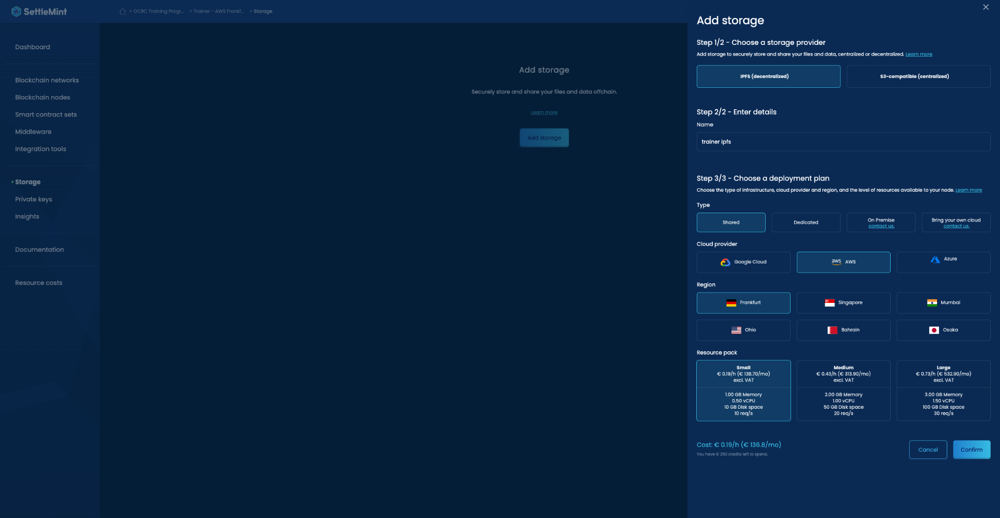 SettleMint
> OCBC Training Progr... > Trainer - AWS Frankf... > Storage
Dashboard
Blockchain networks
Blockchain nodes
Smart contract sets
Middleware
Integration tools
Storage
Private keys
Insights
Documentation
Resource costs
Add storage
Securely store and share your files and data offchain.
Learn more
Add storage
Add storage
Step 1/2 - Choose a storage provider
Add storage to securely store and share your files and data, centralized or decentralized. Learn more
IPFS (decentralized)
S3-compatible (centralized)
Step 2/2 - Enter details
Name
trainer ipfs
Step 3/3 - Choose a deployment plan
Choose the type of infrastructure, cloud provider and region, and the level of resources available to your node. Learn more
Type
Shared
Dedicated
On Premise
contact us.
Bring your own cloud
contact us.
Cloud provider
Google Cloud
aws AWS
Azure
Region
Frankfurt
Singapore
Mumbai
Ohio
Bahrain
Osaka
Resource pack
Small
€ 0.19/h (€ 138.70/mo)
excl. VAT
1.00 GB Memory
0.50 vCPU
10 GB Disk space
10 req/s
Medium
€ 0.43/h (€ 313.90/mo)
excl. VAT
2.00 GB Memory
1.00 vCPU
50 GB Disk space
20 req/s
Large
€ 0.73/h (€ 532.90/mo)
excl. VAT
3.00 GB Memory
1.50 vCPU
100 GB Disk space
30 req/s
Cost: € 0.19/h (€ 136.8/mo)
You have € 250 credits left to spend.
Cancel
Confirm